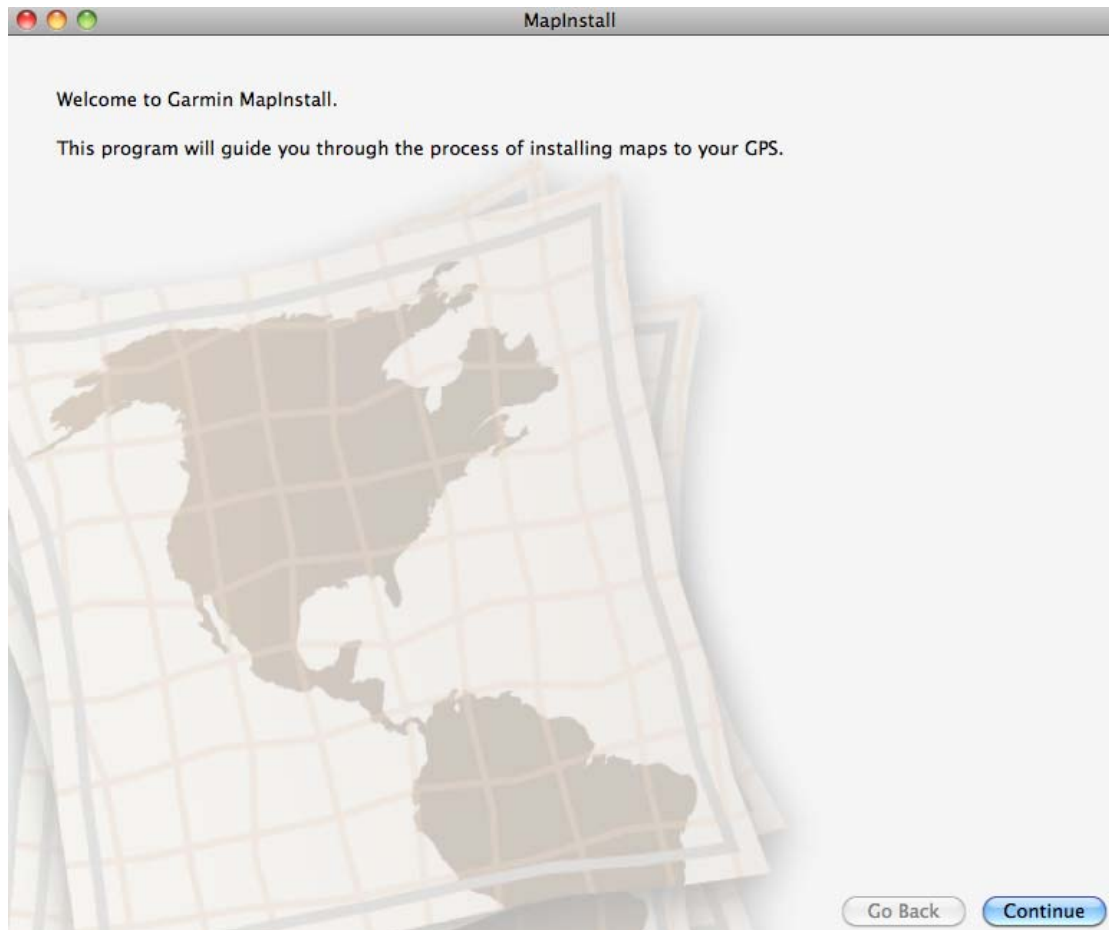 MapInstall
Welcome to Garmin MapInstall.
This program will guide you through the process of installing maps to your GPS.
Go Back
Continue